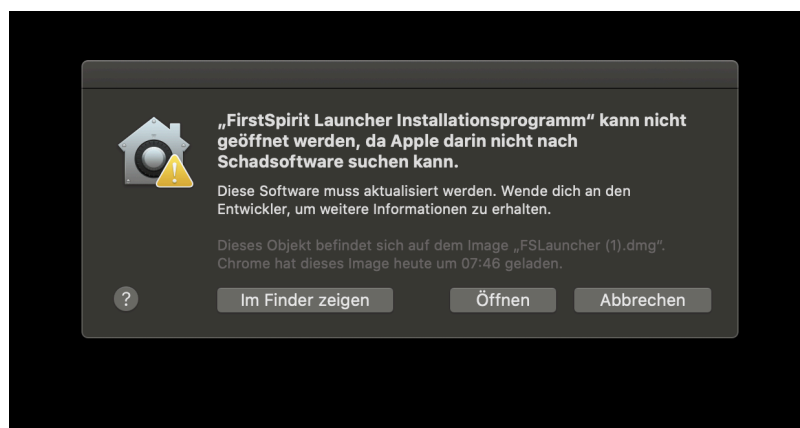 „FirstSpirit Launcher Installationsprogramm“ kann nicht
geöffnet werden, da Apple darin nicht nach
Schadsoftware suchen kann.
Diese Software muss aktualisiert werden. Wende dich an den
Entwickler, um weitere Informationen zu erhalten.
Dieses Objekt befindet sich auf dem Image „FSLauncher (1).dmg“.
Chrome hat dieses Image heute um 07:46 geladen.
? Im Finder zeigen Öffnen Abbrechen